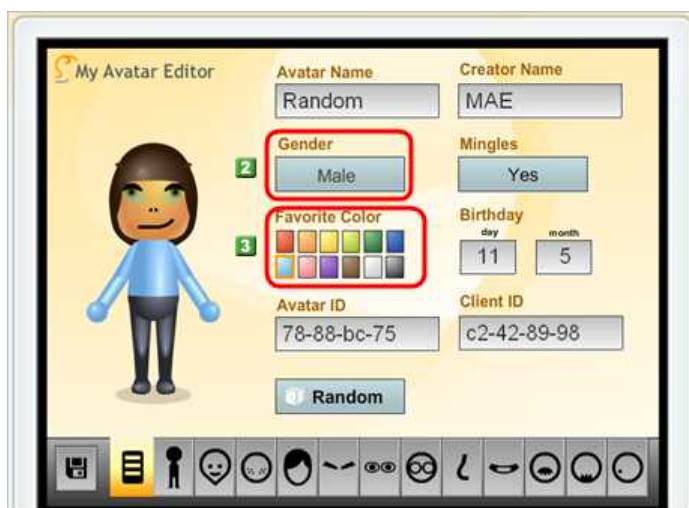 My Avatar Editor
Avatar Name
Creator Name
Random
MAE
Gender
Mingles
2
Male
Yes
Favorite Color
Birthday
day
month
3
11
5
Avatar ID
Client ID
78-88-bc-75
c2-42-89-98
Random